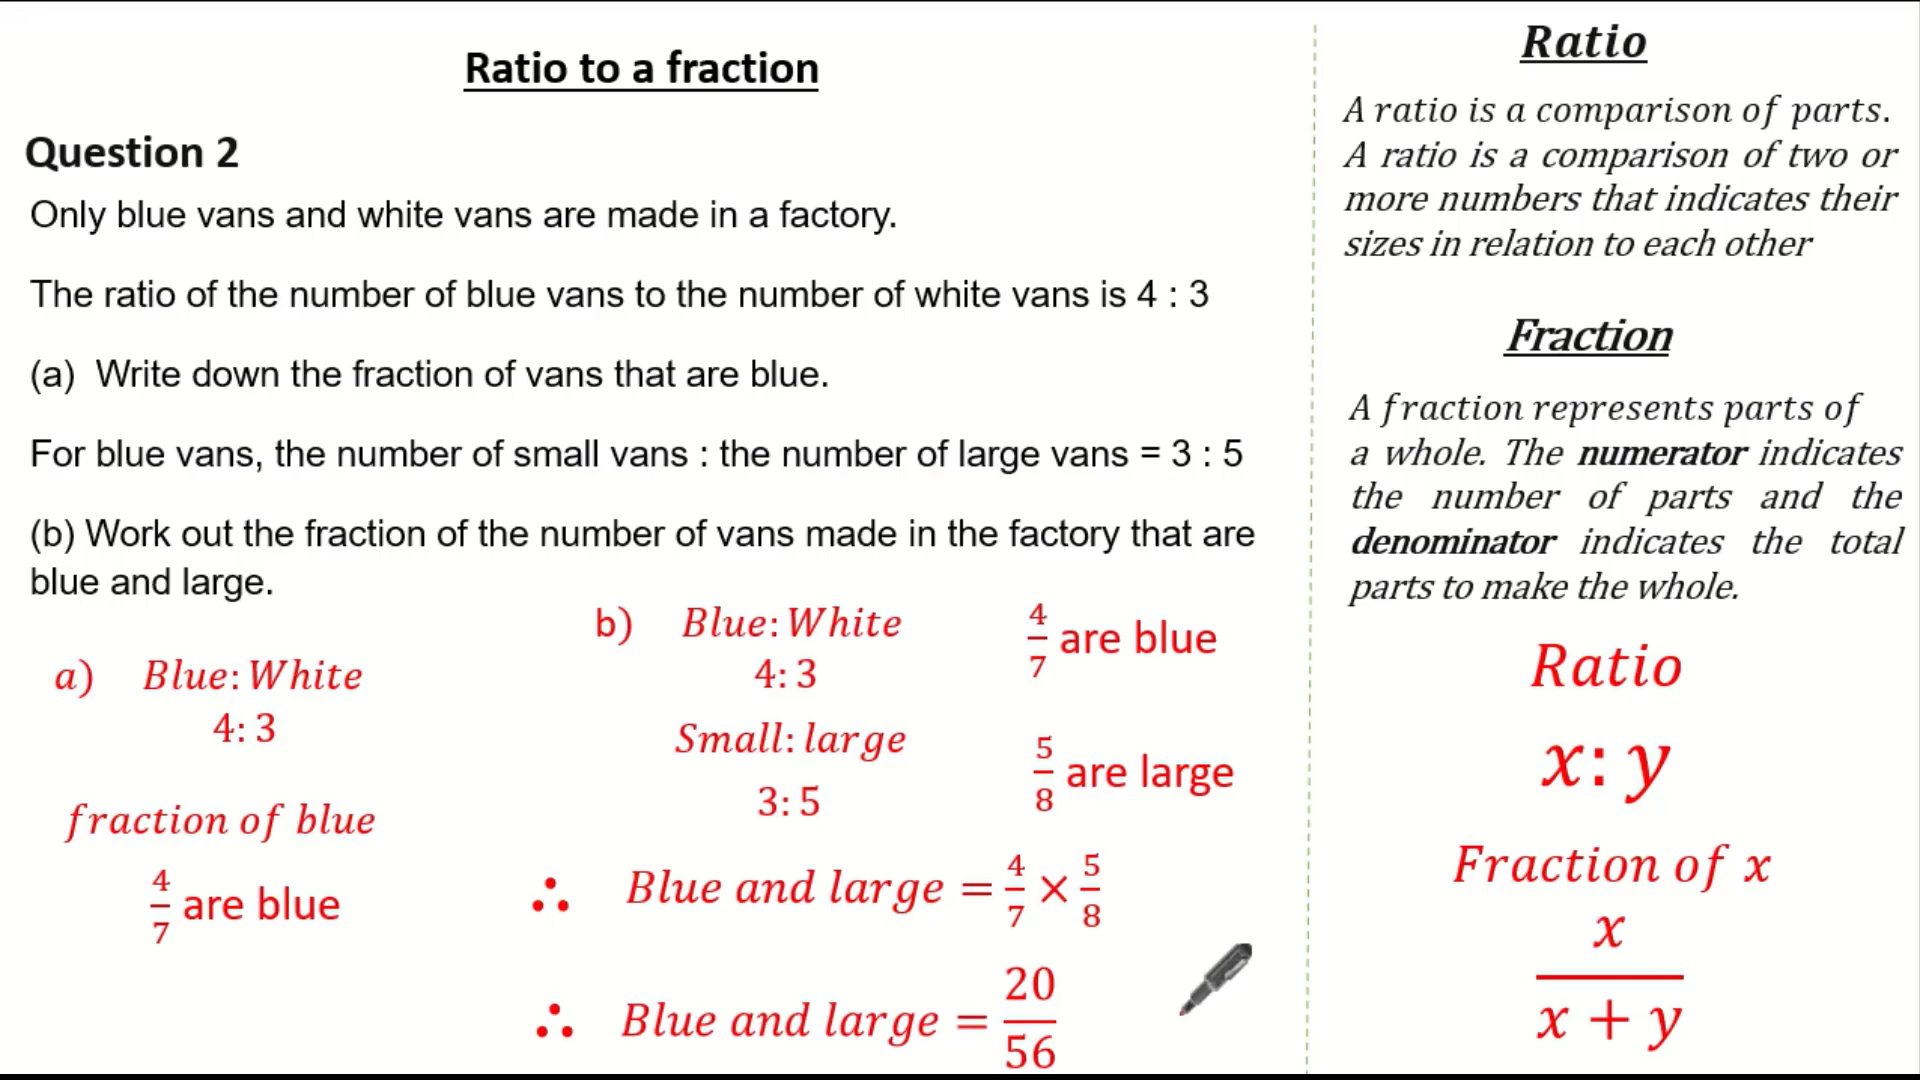 Ratio to a fraction
Question 2
Only blue vans and white vans are made in a factory.
The ratio of the number of blue vans to the number of white vans is 4 : 3
(a) Write down the fraction of vans that are blue.
For blue vans, the number of small vans : the number of large vans = 3 : 5
(b) Work out the fraction of the number of vans made in the factory that are
blue and large.
a) Blue: White
4: 3
fraction of blue
4/7 are blue
b) Blue: White
4: 3
4/7 are blue
Small: large
3: 5
5/8 are large
∴ Blue and large = 4/7 × 5/8
∴ Blue and large = 20/56
Ratio
A ratio is a comparison of parts.
A ratio is a comparison of two or
more numbers that indicates their
sizes in relation to each other
Fraction
A fraction represents parts of
a whole. The numerator indicates
the number of parts and the
denominator indicates the total
parts to make the whole.
Ratio
x: y
Fraction of x
x
x + y